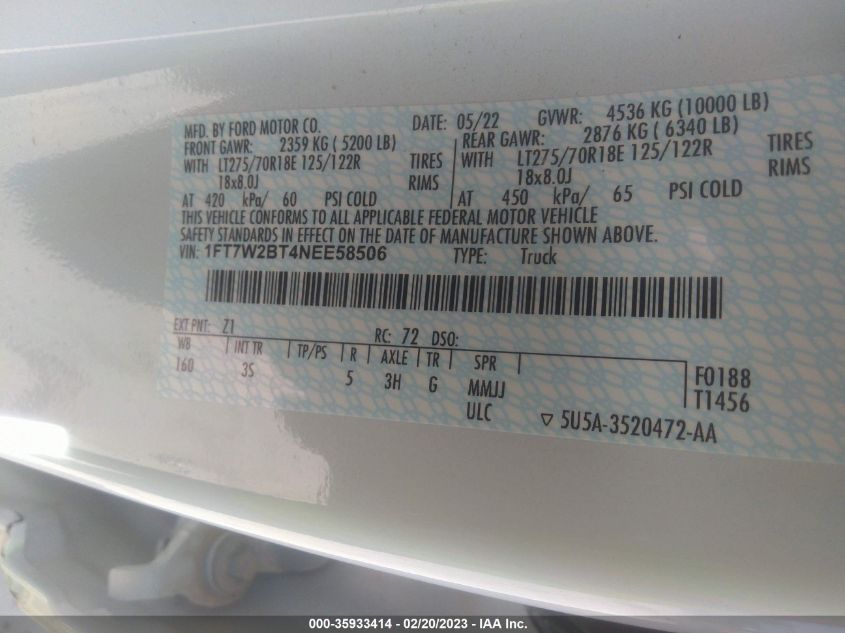 MFD. BY FORD MOTOR CO. DATE: 05/22 GVWR: 4536 KG (10000 LB)
FRONT GAWR: 2359 KG ( 5200 LB) REAR GAWR: 2876 KG ( 6340 LB)
WITH LT275/70R18E 125/122R TIRES WITH LT275/70R18E 125/122R TIRES
18x8.0J RIMS 18x8.0J RIMS
AT 420 kPa/ 60 PSI COLD AT 450 kPa/ 65 PSI COLD
THIS VEHICLE CONFORMS TO ALL APPLICABLE FEDERAL MOTOR VEHICLE
SAFETY STANDARDS IN EFFECT ON THE DATE OF MANUFACTURE SHOWN ABOVE.
VIN: 1FT7W2BT4NEE58506 TYPE: Truck
EXT PNT: Z1 RC: 72 DSO:
WB INT TR TP/PS R AXLE TR SPR F0188
160 3S 5 3H G MMJJ T1456
ULC ▽ 5U5A-3520472-AA
000-35933414 - 02/20/2023 - IAA Inc.